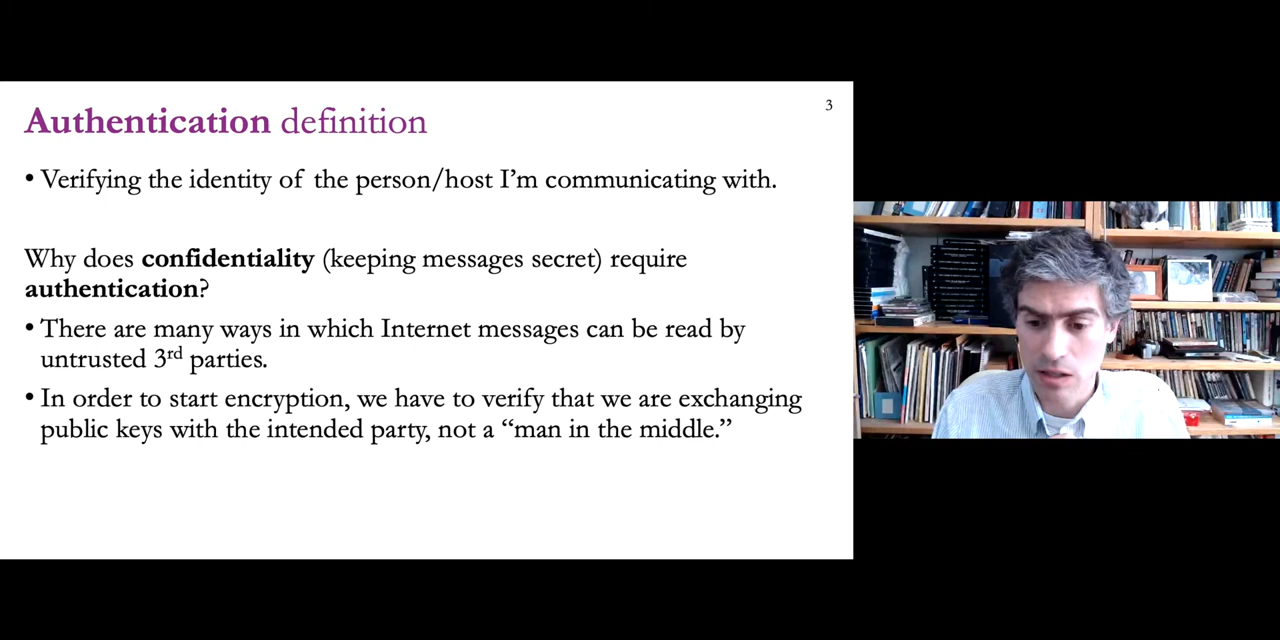 3
Authentication definition
• Verifying the identity of the person/host I'm communicating with.
Why does confidentiality (keeping messages secret) require
authentication?
• There are many ways in which Internet messages can be read by
untrusted 3rd parties.
• In order to start encryption, we have to verify that we are exchanging
public keys with the intended party, not a “man in the middle.”